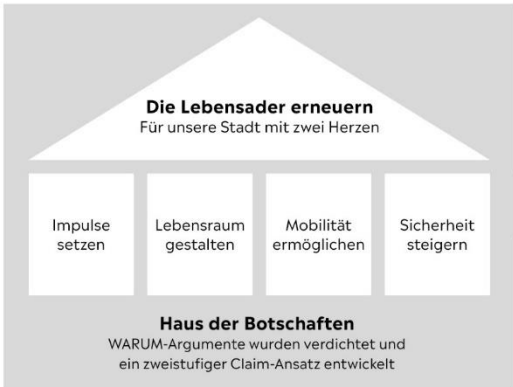 Die Lebensader erneuern
Für unsere Stadt mit zwei Herzen
Impulse
setzen
Lebensraum
gestalten
Mobilität
ermöglichen
Sicherheit
steigern
Haus der Botschaften
WARUM-Argumente wurden verdichtet und
ein zweistufiger Claim-Ansatz entwickelt